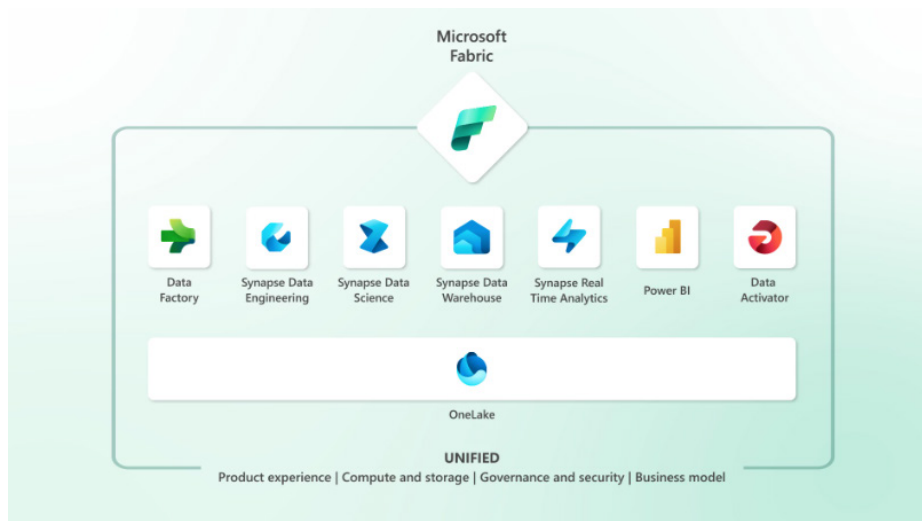 Microsoft
Fabric
Data
Factory
Synapse Data
Engineering
Synapse Data
Science
Synapse Data
Warehouse
Synapse Real
Time Analytics
Power BI
Data
Activator
OneLake
UNIFIED
Product experience | Compute and storage | Governance and security | Business model